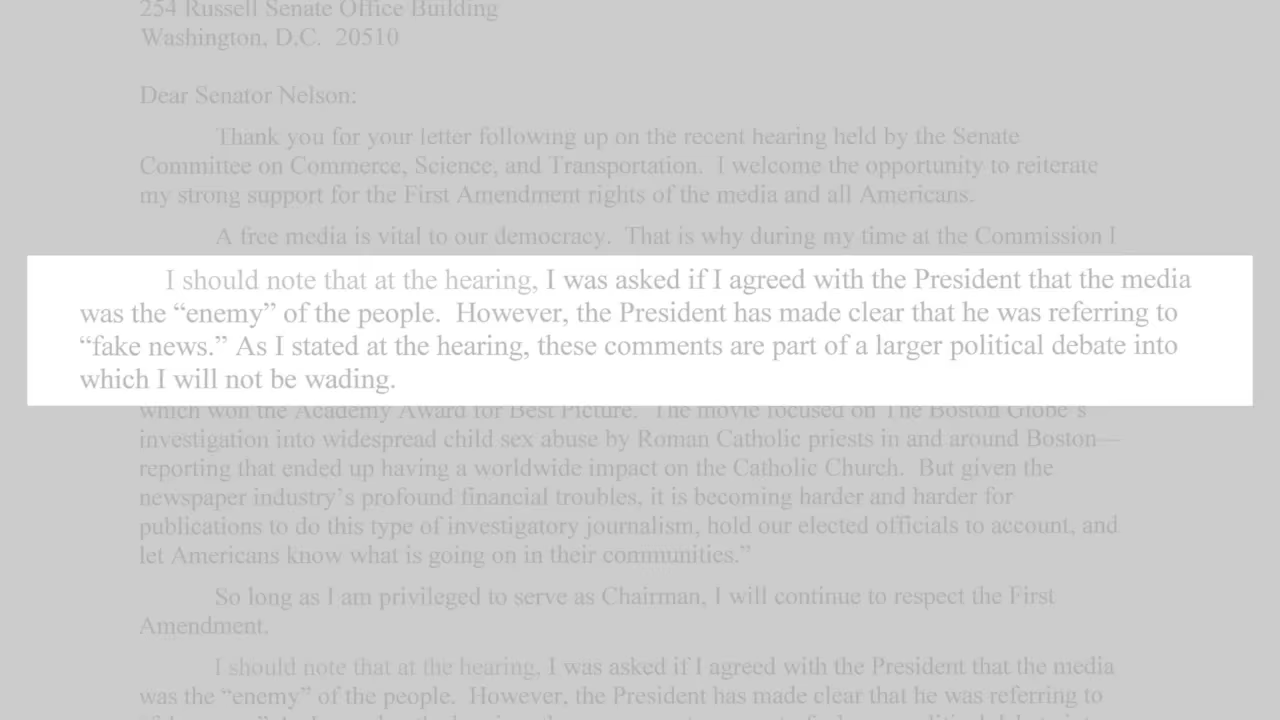 254 Russell Senate Office Building
Washington, D.C.  20510
Dear Senator Nelson:
Thank you for your letter following up on the recent hearing held by the Senate
Committee on Commerce, Science, and Transportation.  I welcome the opportunity to reiterate
my strong support for the First Amendment rights of the media and all Americans.
A free media is vital to our democracy.  That is why during my time at the Commission I
I should note that at the hearing, I was asked if I agreed with the President that the media
was the “enemy” of the people.  However, the President has made clear that he was referring to
“fake news.” As I stated at the hearing, these comments are part of a larger political debate into
which I will not be wading.
which won the Academy Award for Best Picture.  The movie focused on The Boston Globe’s
investigation into widespread child sex abuse by Roman Catholic priests in and around Boston—
reporting that ended up having a worldwide impact on the Catholic Church.  But given the
newspaper industry’s profound financial troubles, it is becoming harder and harder for
publications to do this type of investigatory journalism, hold our elected officials to account, and
let Americans know what is going on in their communities.”
So long as I am privileged to serve as Chairman, I will continue to respect the First
Amendment.
I should note that at the hearing, I was asked if I agreed with the President that the media
was the “enemy” of the people.  However, the President has made clear that he was referring to